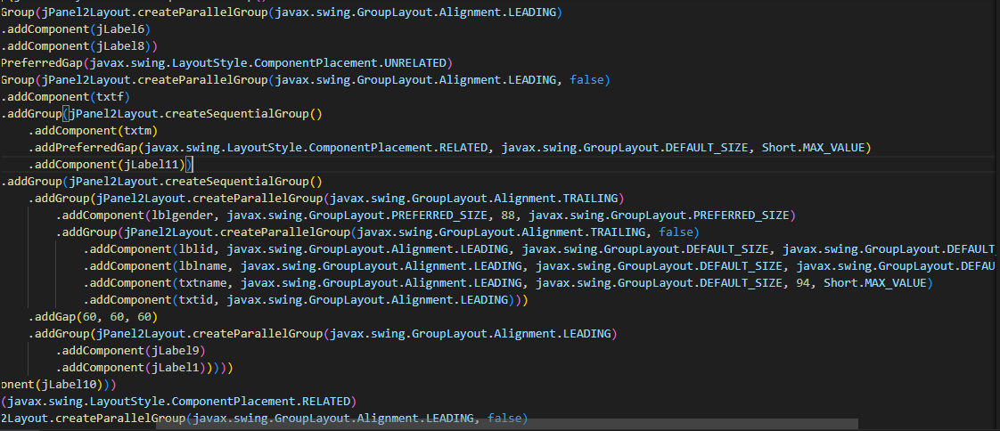 Group(jPanel2Layout.createParallelGroup(javax.swing.GroupLayout.Alignment.LEADING)
.addComponent(jLabel6)
.addComponent(jLabel8))
PreferredGap(javax.swing.LayoutStyle.ComponentPlacement.UNRELATED)
Group(jPanel2Layout.createParallelGroup(javax.swing.GroupLayout.Alignment.LEADING, false)
.addComponent(txtf)
.addGroup(jPanel2Layout.createSequentialGroup()
.addComponent(txtm)
.addPreferredGap(javax.swing.LayoutStyle.ComponentPlacement.RELATED, javax.swing.GroupLayout.DEFAULT_SIZE, Short.MAX_VALUE)
.addComponent(jLabel11))
.addGroup(jPanel2Layout.createSequentialGroup()
.addGroup(jPanel2Layout.createParallelGroup(javax.swing.GroupLayout.Alignment.TRAILING)
.addComponent(lblgender, javax.swing.GroupLayout.PREFERRED_SIZE, 88, javax.swing.GroupLayout.PREFERRED_SIZE)
.addGroup(jPanel2Layout.createParallelGroup(javax.swing.GroupLayout.Alignment.TRAILING, false)
.addComponent(lblid, javax.swing.GroupLayout.Alignment.LEADING, javax.swing.GroupLayout.DEFAULT_SIZE, javax.swing.GroupLayout.DEFAULT_
.addComponent(lblname, javax.swing.GroupLayout.Alignment.LEADING, javax.swing.GroupLayout.DEFAULT_SIZE, javax.swing.GroupLayout.DEFAU
.addComponent(txtname, javax.swing.GroupLayout.Alignment.LEADING, javax.swing.GroupLayout.DEFAULT_SIZE, 94, Short.MAX_VALUE)
.addComponent(txtid, javax.swing.GroupLayout.Alignment.LEADING)))
.addGap(60, 60, 60)
.addGroup(jPanel2Layout.createParallelGroup(javax.swing.GroupLayout.Alignment.LEADING)
.addComponent(jLabel9)
.addComponent(jLabel1)))))
onent(jLabel10)))
(javax.swing.LayoutStyle.ComponentPlacement.RELATED)
2Layout.createParallelGroup(javax.swing.GroupLayout.Alignment.LEADING, false)